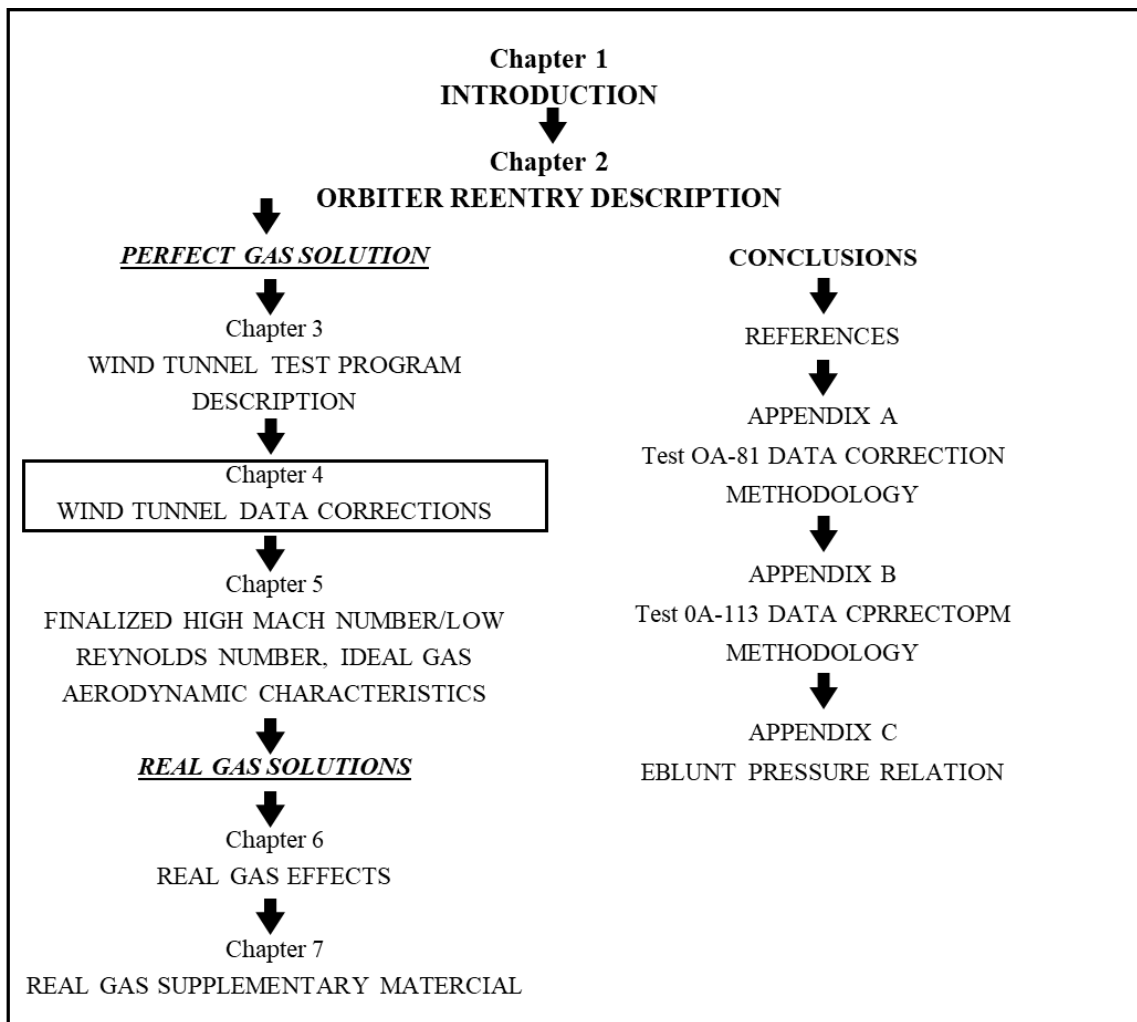 Chapter 1
INTRODUCTION
Chapter 2
ORBITER REENTRY DESCRIPTION
PERFECT GAS SOLUTION
Chapter 3
WIND TUNNEL TEST PROGRAM
DESCRIPTION
Chapter 4
WIND TUNNEL DATA CORRECTIONS
Chapter 5
FINALIZED HIGH MACH NUMBER/LOW
REYNOLDS NUMBER, IDEAL GAS
AERODYNAMIC CHARACTERISTICS
REAL GAS SOLUTIONS
Chapter 6
REAL GAS EFFECTS
Chapter 7
REAL GAS SUPPLEMENTARY MATERCIAL
CONCLUSIONS
REFERENCES
APPENDIX A
Test OA-81 DATA CORRECTION
METHODOLOGY
APPENDIX B
Test 0A-113 DATA CPRRECTOPM
METHODOLOGY
APPENDIX C
EBLUNT PRESSURE RELATION